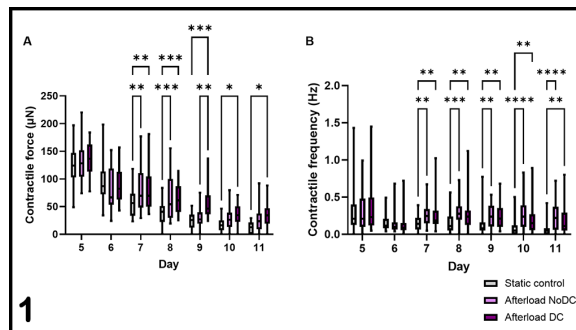 A
B
***
** ***
** *** ** * *
**
** ** ** ****
** *** ** **** **
Contractile force (µN)
250
200
150
100
50
0
5 6 7 8 9 10 11
Day
Contractile frequency (Hz)
2.0
1.5
1.0
0.5
0.0
5 6 7 8 9 10 11
Day
Static control
Afterload NoDC
Afterload DC
1